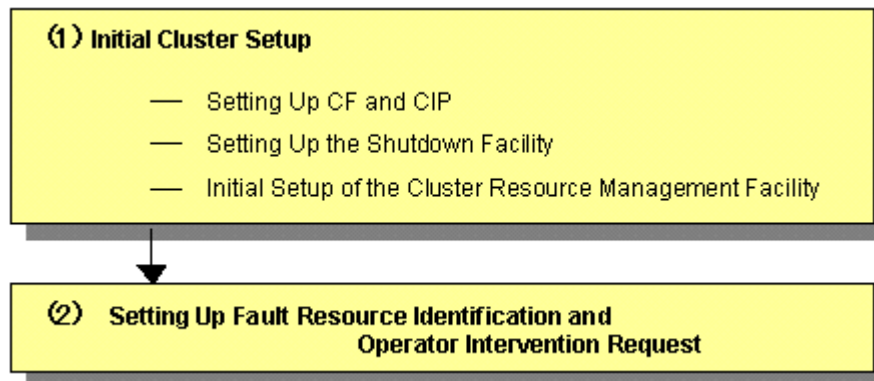 (1) Initial Cluster Setup
— Setting Up CF and CIP
— Setting Up the Shutdown Facility
— Initial Setup of the Cluster Resource Management Facility
(2) Setting Up Fault Resource Identification and
Operator Intervention Request